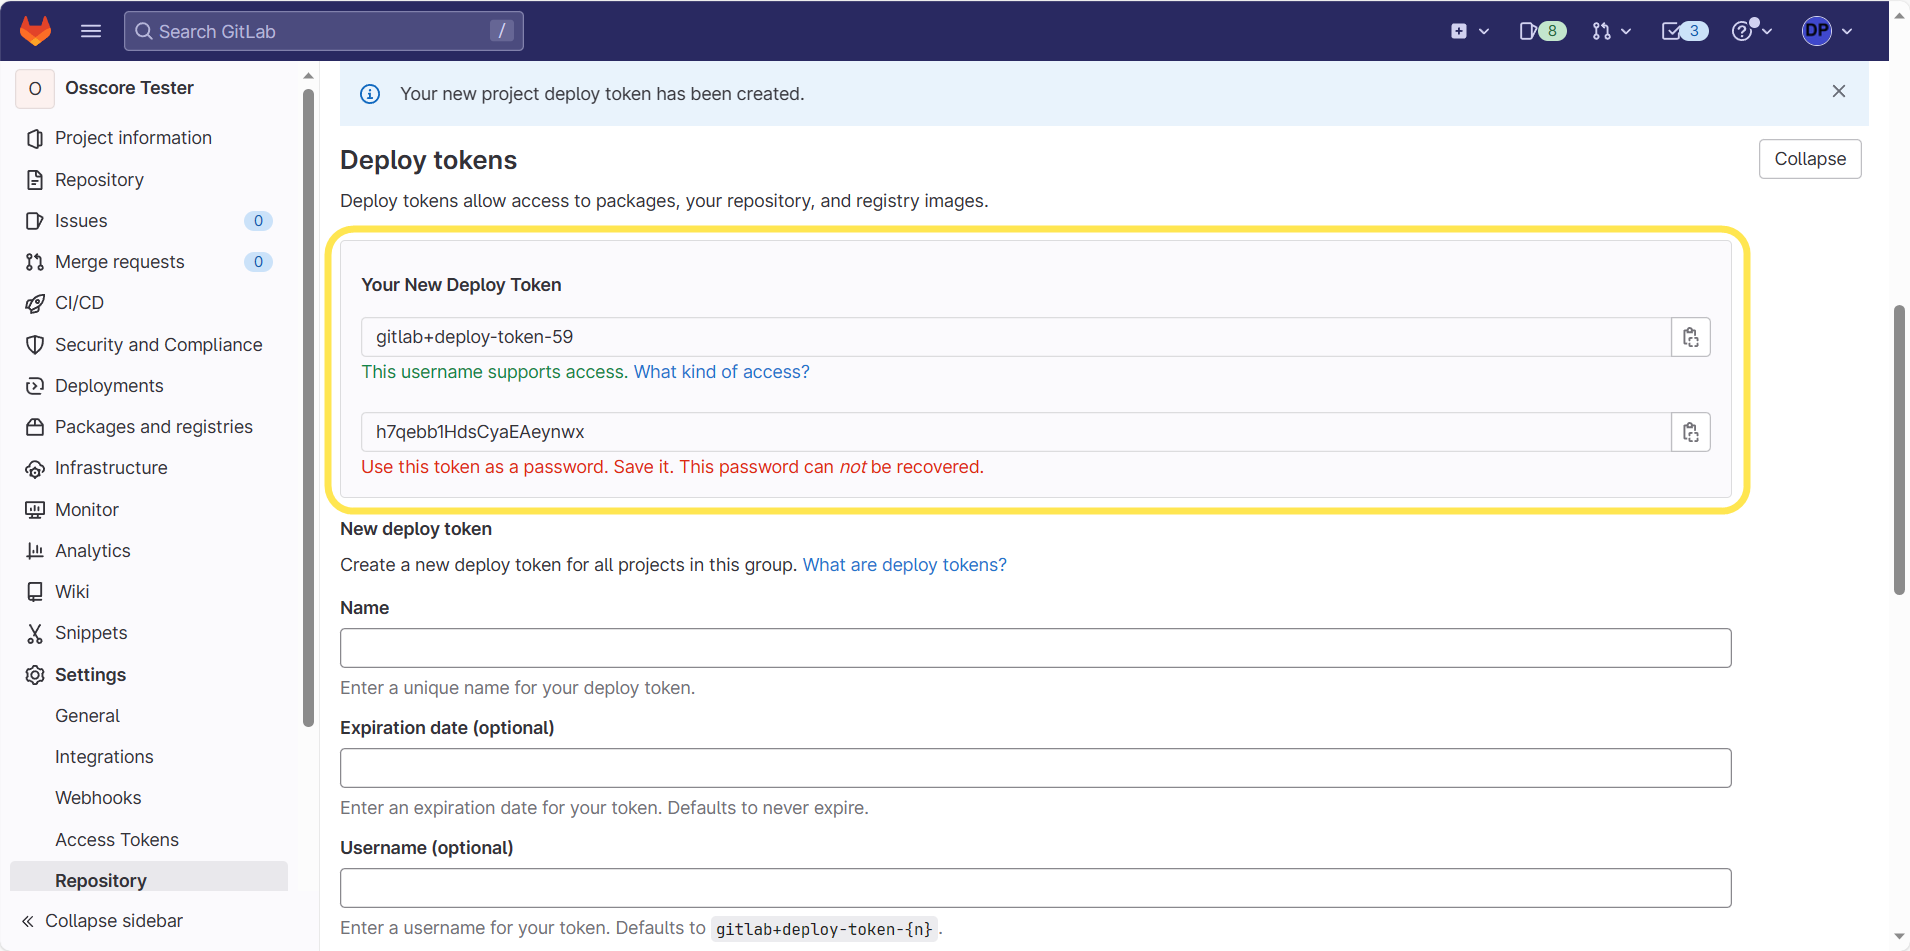 Search GitLab /
8
3
DP
O Osscore Tester
Project information
Repository
Issues 0
Merge requests 0
CI/CD
Security and Compliance
Deployments
Packages and registries
Infrastructure
Monitor
Analytics
Wiki
Snippets
Settings
General
Integrations
Webhooks
Access Tokens
Repository
Collapse sidebar
Your new project deploy token has been created.
Deploy tokens
Collapse
Deploy tokens allow access to packages, your repository, and registry images.
Your New Deploy Token
gitlab+deploy-token-59
This username supports access. What kind of access?
h7qebb1HdsCyaEAeynwx
Use this token as a password. Save it. This password can not be recovered.
New deploy token
Create a new deploy token for all projects in this group. What are deploy tokens?
Name
Enter a unique name for your deploy token.
Expiration date (optional)
Enter an expiration date for your token. Defaults to never expire.
Username (optional)
Enter a username for your token. Defaults to gitlab+deploy-token-{n}.